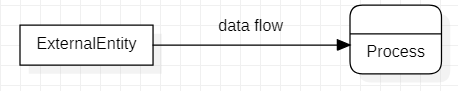 data flow
ExternalEntity
Process